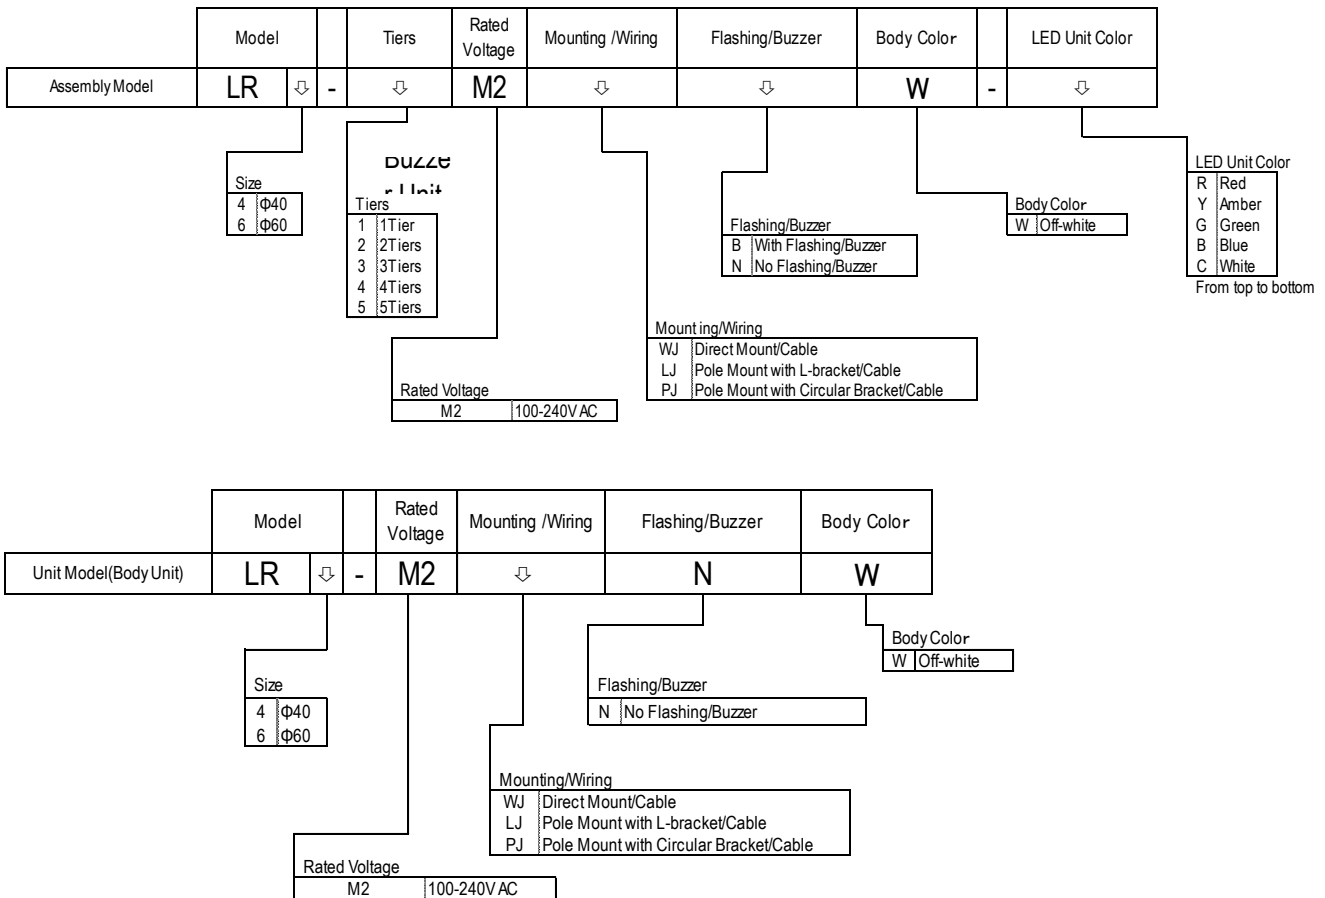 Model Tiers Rated Voltage Mounting /Wiring Flashing/Buzzer Body Color LED Unit Color
Assembly Model LR ⇩ - ⇩ M2 ⇩ ⇩ W - ⇩
Size
4 Φ40
6 Φ60
Tiers
1 1Tier
2 2Tiers
3 3Tiers
4 4Tiers
5 5Tiers
Rated Voltage
M2 100-240V AC
Mounting/Wiring
WJ Direct Mount/Cable
LJ Pole Mount with L-bracket/Cable
PJ Pole Mount with Circular Bracket/Cable
Flashing/Buzzer
B With Flashing/Buzzer
N No Flashing/Buzzer
Body Color
W Off-white
LED Unit Color
R Red
Y Amber
G Green
B Blue
C White
From top to bottom
Model Rated Voltage Mounting /Wiring Flashing/Buzzer Body Color
Unit Model(Body Unit) LR ⇩ - M2 ⇩ N W
Size
4 Φ40
6 Φ60
Rated Voltage
M2 100-240V AC
Mounting/Wiring
WJ Direct Mount/Cable
LJ Pole Mount with L-bracket/Cable
PJ Pole Mount with Circular Bracket/Cable
Flashing/Buzzer
N No Flashing/Buzzer
Body Color
W Off-white